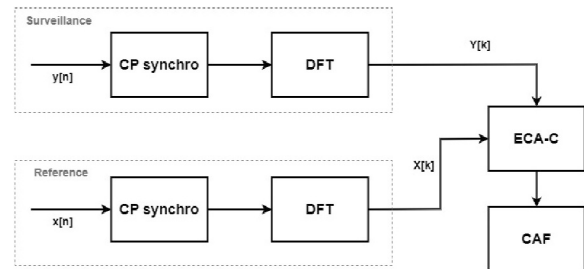 Surveillance
y[n]
CP synchro
DFT
Y[k]
ECA-C
Reference
x[n]
CP synchro
DFT
X[k]
CAF